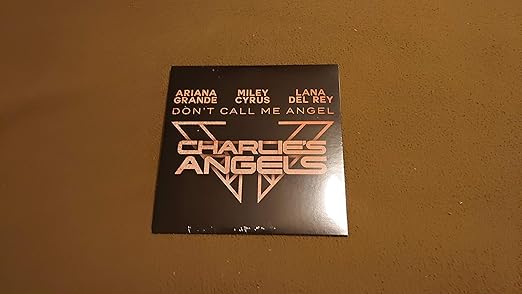 ARIANA GRANDE
MILEY CYRUS
LANA DEL REY
DON'T CALL ME ANGEL
CHARLIE'S
ANGELS